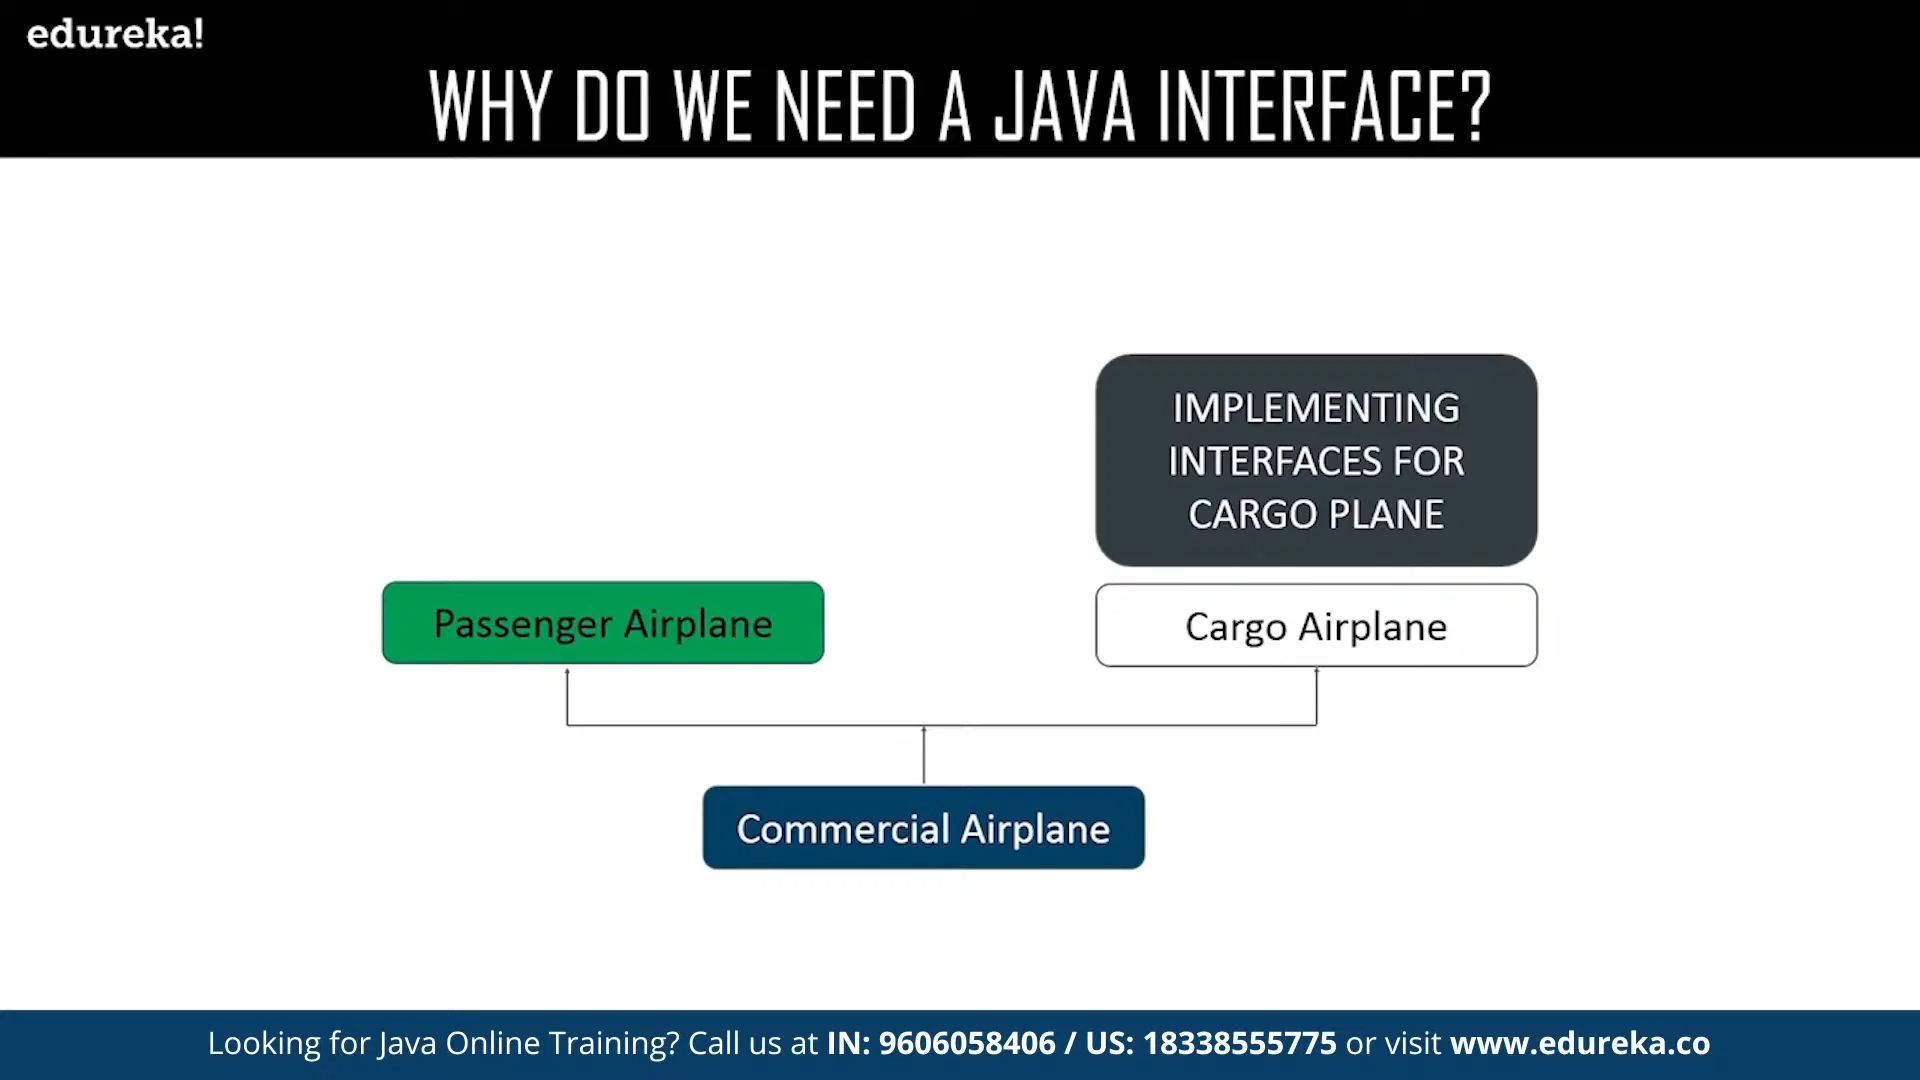 edureka!
WHY DO WE NEED A JAVA INTERFACE?
IMPLEMENTING
INTERFACES FOR
CARGO PLANE
Passenger Airplane
Cargo Airplane
Commercial Airplane
Looking for Java Online Training? Call us at IN: 9606058406 / US: 18338555775 or visit www.edureka.co